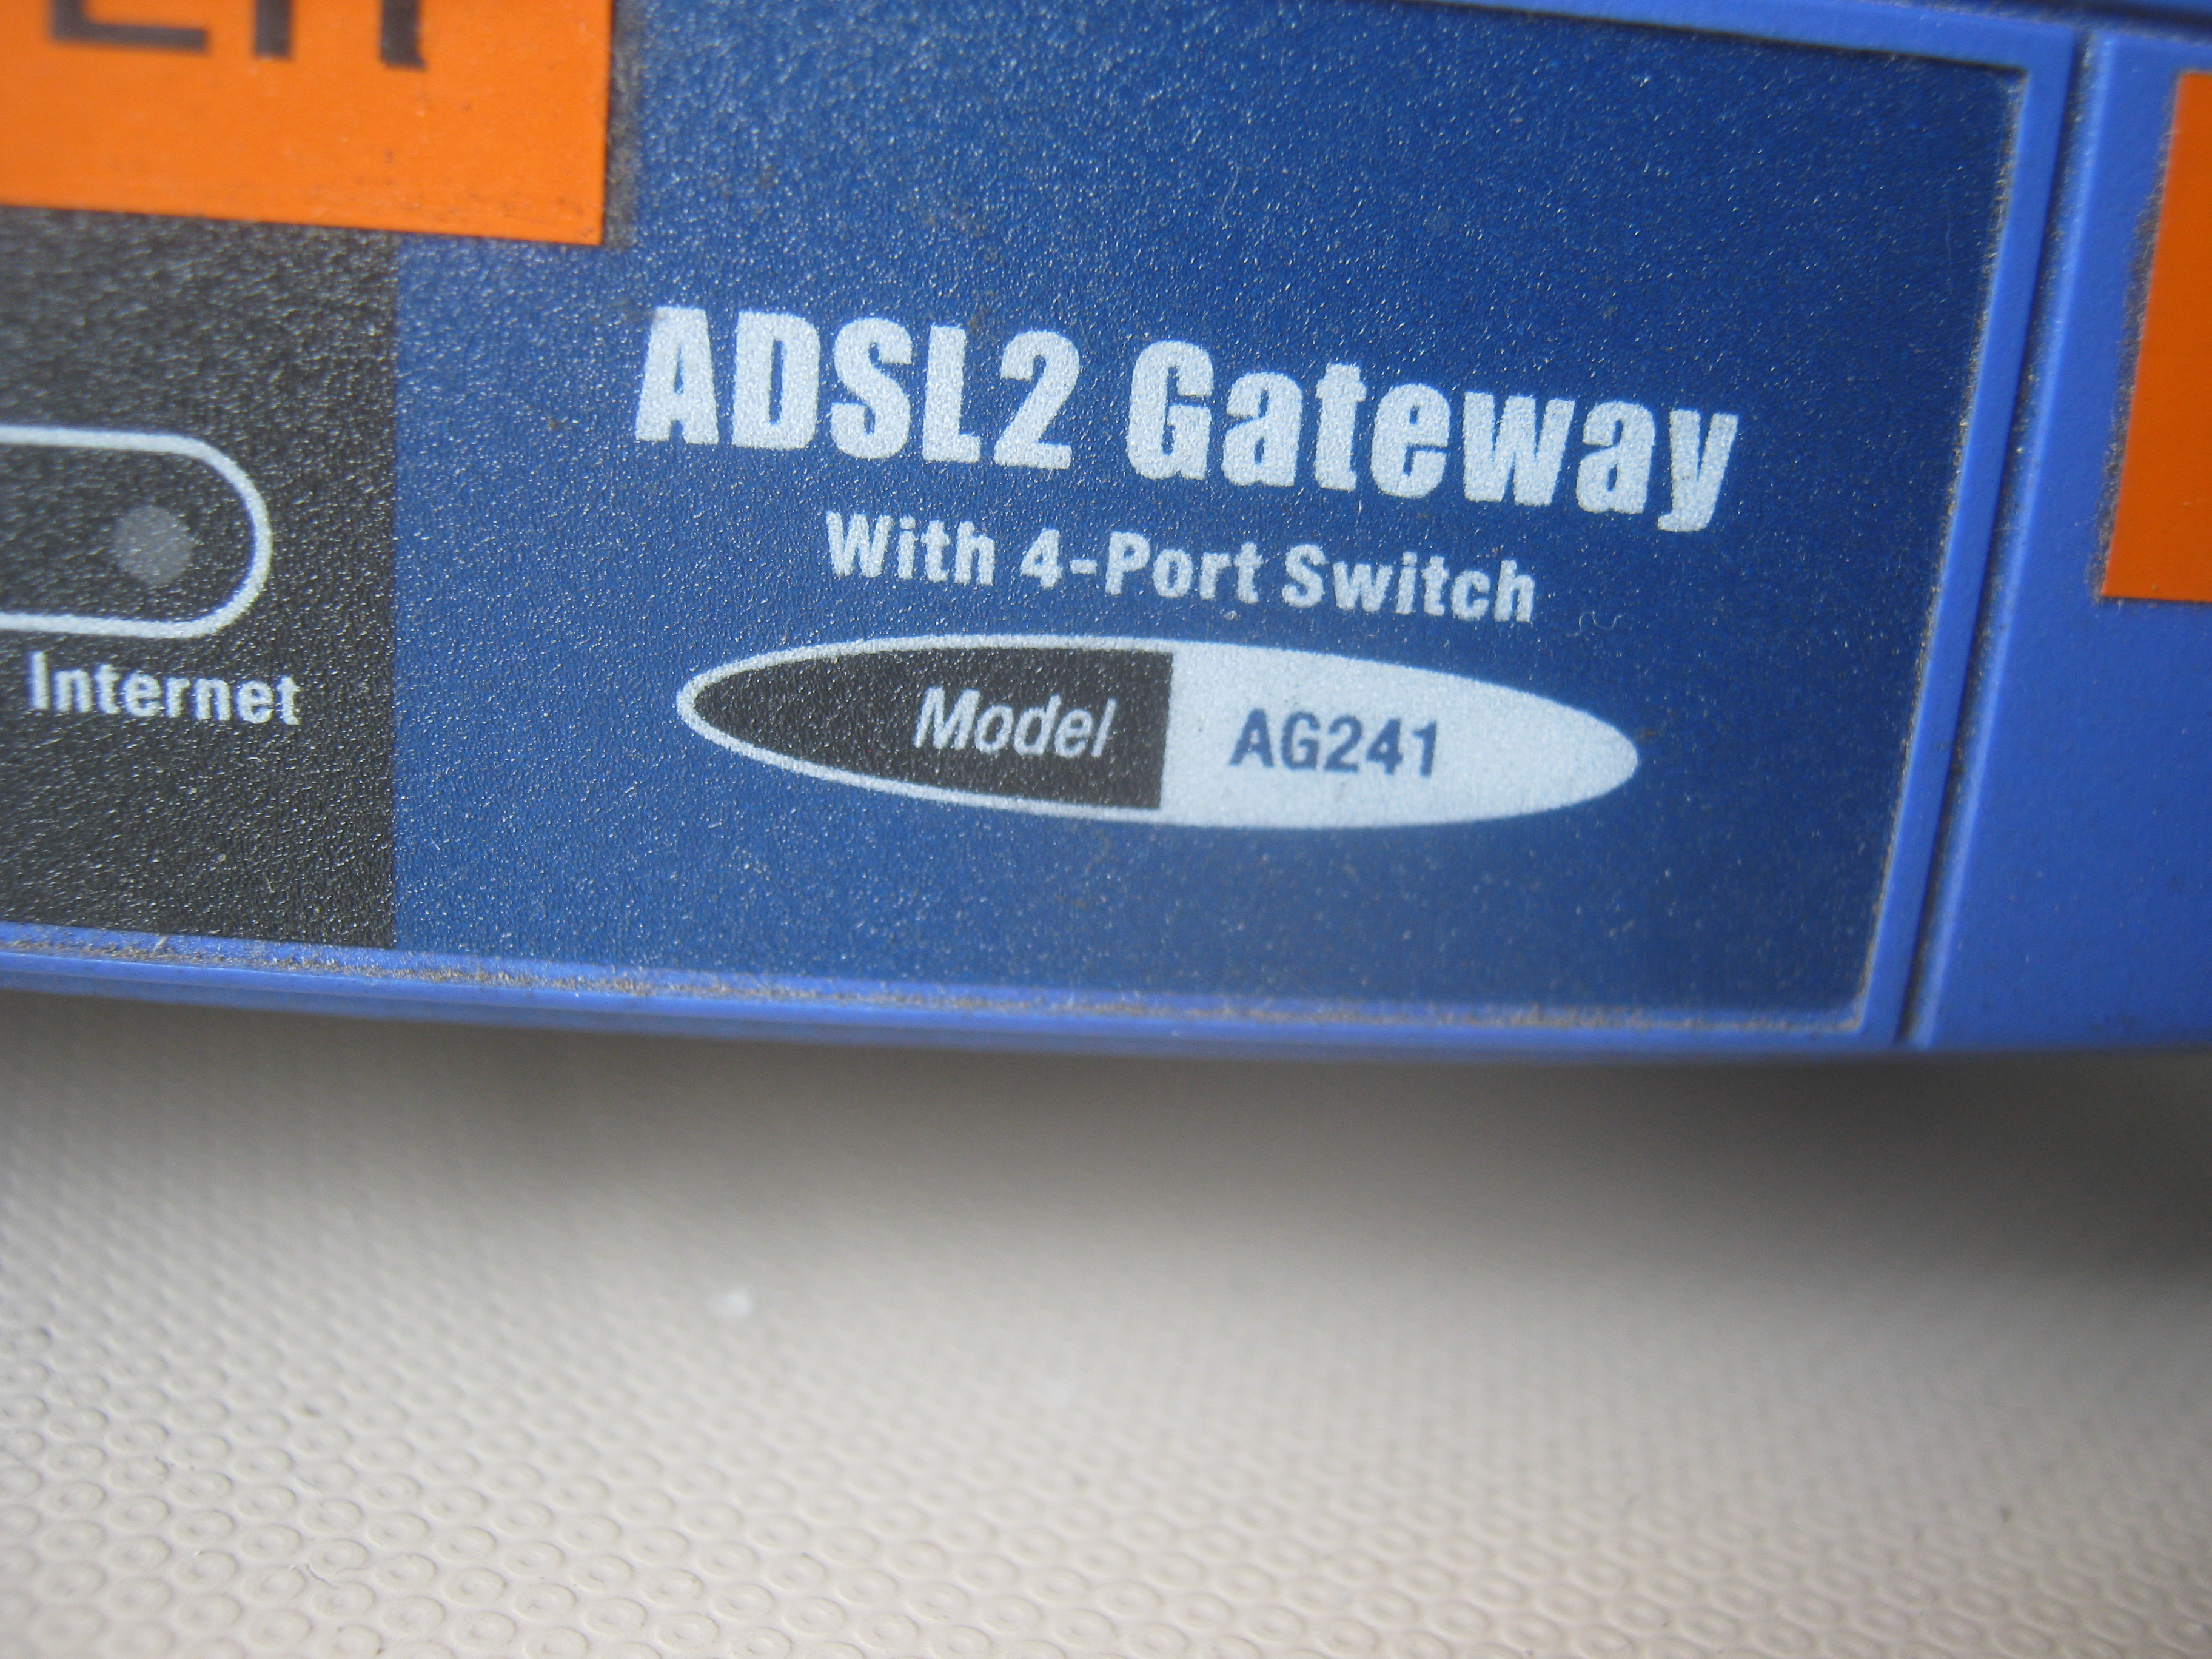 ADSL2 Gateway
With 4-Port Switch
Model AG241
Internet